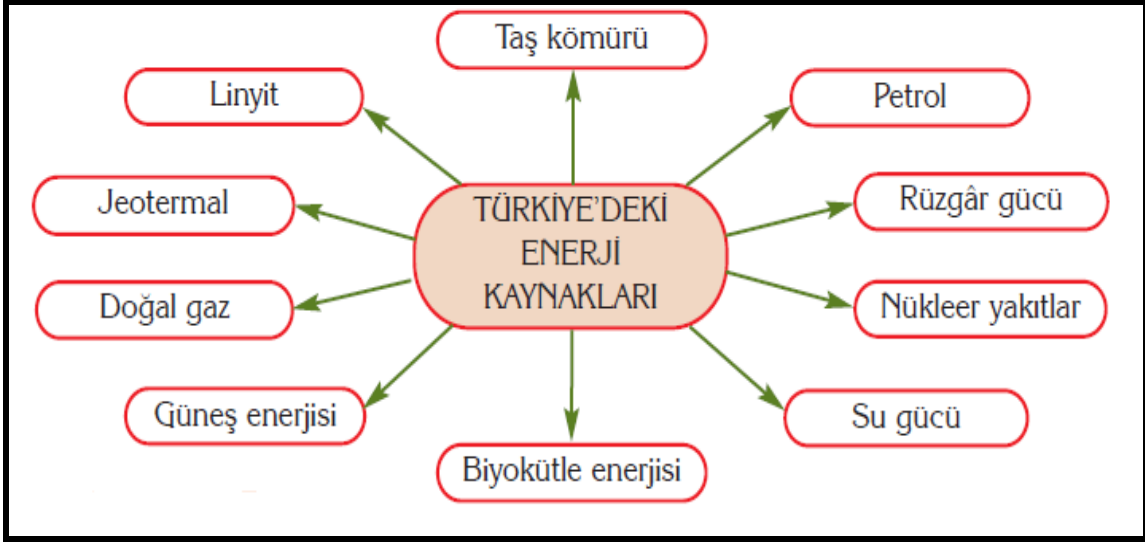 Taş kömürü
Linyit
Petrol
Jeotermal
Rüzgâr gücü
TÜRKİYE'DEKİ
ENERJİ
KAYNAKLARI
Doğal gaz
Nükleer yakıtlar
Güneş enerjisi
Su gücü
Biyokütle enerjisi